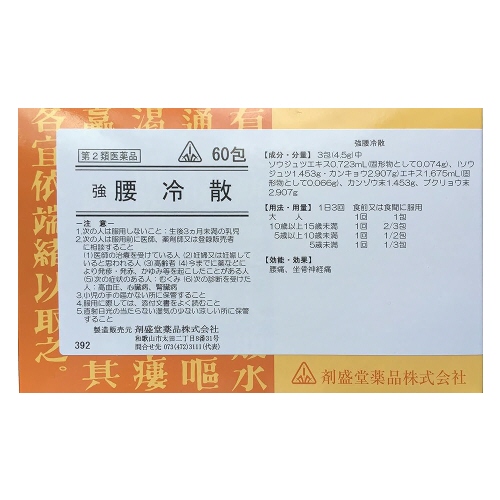 有
通
渇
各宜依端緒以取之。
第2類医薬品
60包
強 腰 冷 散
ー注 意ー
1.次の人は服用しないこと:生後3ヵ月未満の乳児
2.次の人は服用前に医師、薬剤師又は登録販売者
に相談すること
(1)医師の治療を受けている人 (2)妊婦又は妊娠して
いると思われる人 (3)高齢者 (4)今までに薬などに
より発疹・発赤、かゆみ等を起こしたことがある人
(5)次の症状のある人:むくみ (6)次の診断を受けた
人:高血圧、心臓病、腎臓病
3.小児の手の届かない所に保管すること
4.服用に際しては、添付文書をよく読むこと
5.直射日光の当たらない湿気の少ない涼しい所に保管す
ること
製造販売元 剤盛堂薬品株式会社
和歌山市太田二丁目8番31号
問合せ先 073(472)3111(代表)
392
強腰冷散
【成分・分量】 3包(4.5g)中
ソウジュツエキス0.723mL(固形物として0.074g)、(ソウ
ジュツ1.453g・カンキョウ2.907g)エキス1.675mL(固
形物として0.066g)、カンゾウ末1.453g、ブクリョウ末
2.907g
【用法・用量】 1日3回 食前又は食間に服用
大人 1回 1包
10歳以上15歳未満 1回 2/3包
5歳以上10歳未満 1回 1/2包
5歳未満 1回 1/3包
【効能・効果】
腰痛、坐骨神経痛
水
嘔
其
剤盛堂薬品株式会社